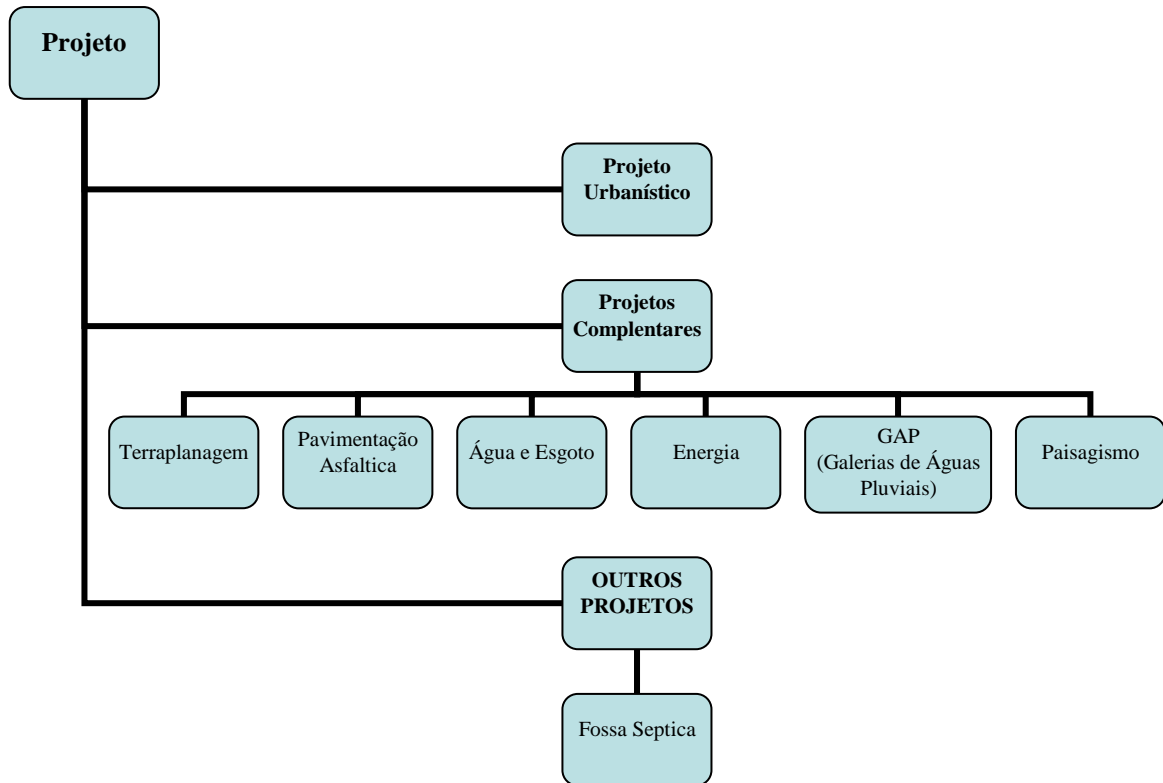 Projeto
Projeto
Urbanístico
Projetos
Complentares
Terraplanagem
Pavimentação
Asfaltica
Água e Esgoto
Energia
GAP
(Galerias de Águas
Pluviais)
Paisagismo
OUTROS
PROJETOS
Fossa Septica